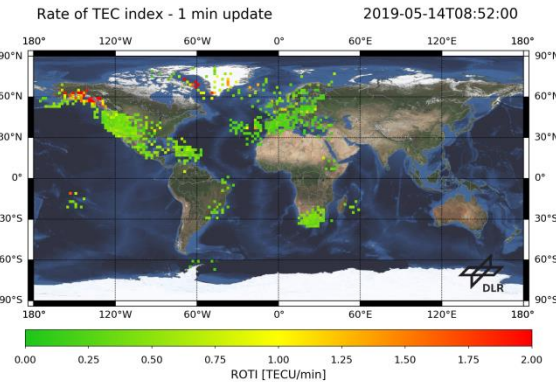 Rate of TEC index - 1 min update 2019-05-14T08:52:00
180° 120°W 60°W 0° 60°E 120°E 180°
90°N 90°N
60°N 60°N
30°N 30°N
0° 0°
30°S 30°S
60°S 60°S
DLR
90°S 90°S
180° 120°W 60°W 0° 60°E 120°E 180°
0.00 0.25 0.50 0.75 1.00 1.25 1.50 1.75 2.00
ROTI [TECU/min]